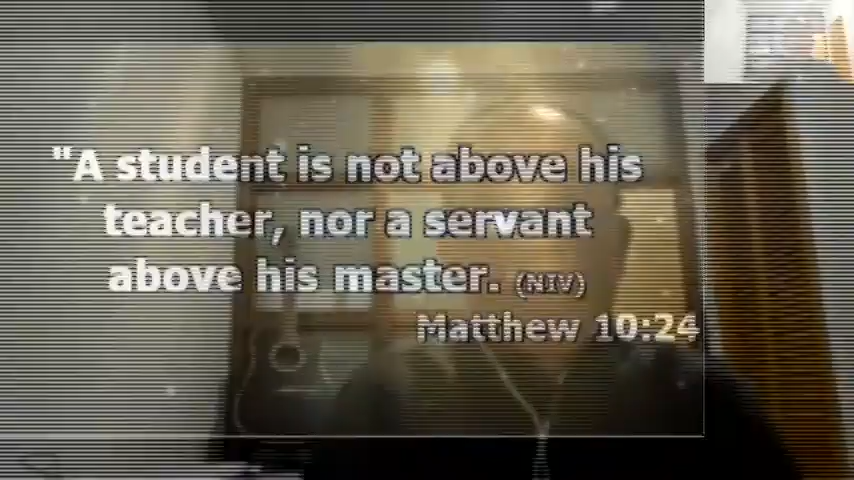 "A student is not above his
teacher, nor a servant
above his master. (NIV)
Matthew 10:24